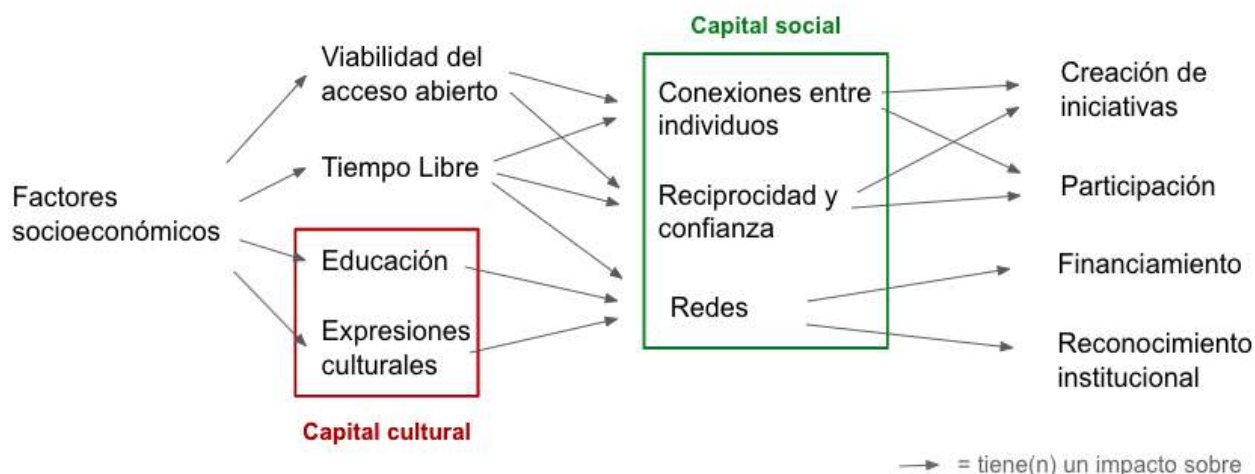 Capital social
Viabilidad del
acceso abierto
Conexiones entre
individuos
Creación de
iniciativas
Tiempo Libre
Factores
socioeconómicos
Reciprocidad y
confianza
Participación
Educación
Redes
Financiamiento
Expresiones
culturales
Reconocimiento
institucional
Capital cultural
= tiene(n) un impacto sobre